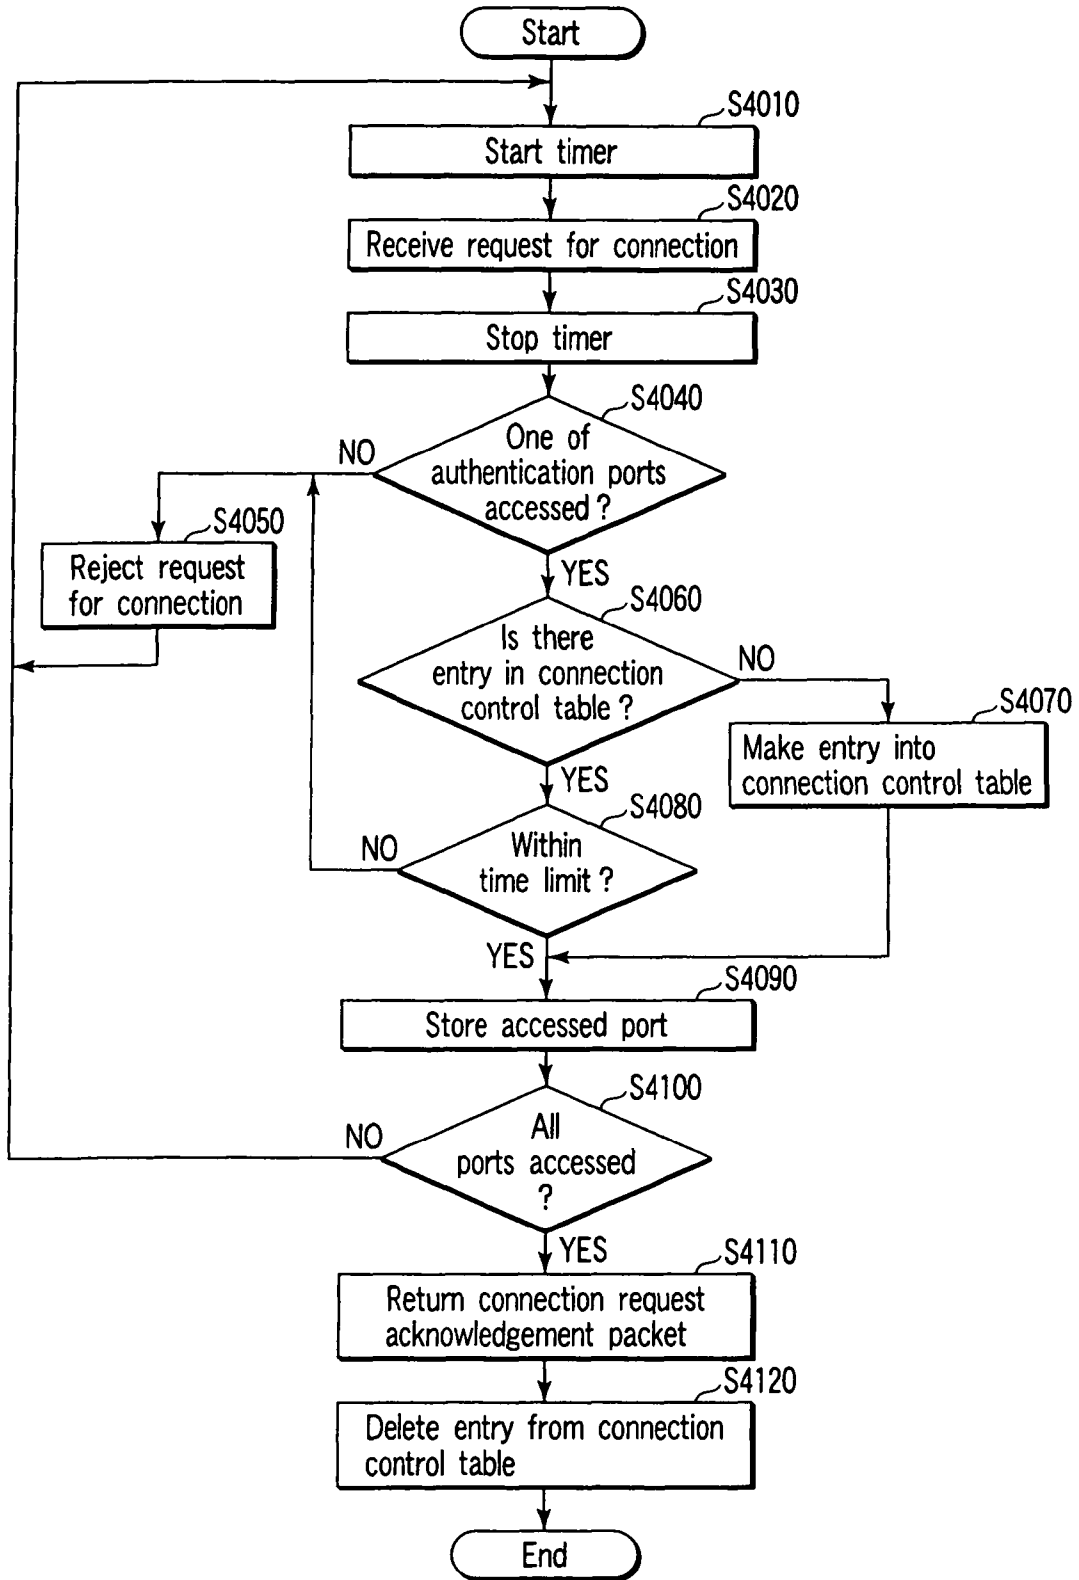 Start
S4010
Start timer
S4020
Receive request for connection
S4030
Stop timer
S4040
One of
authentication ports
accessed ?
NO
YES
S4050
Reject request
for connection
S4060
Is there
entry in connection
control table ?
NO
YES
S4070
Make entry into
connection control table
S4080
Within
time limit ?
NO
YES
S4090
Store accessed port
S4100
All
ports accessed
?
NO
YES
S4110
Return connection request
acknowledgement packet
S4120
Delete entry from connection
control table
End